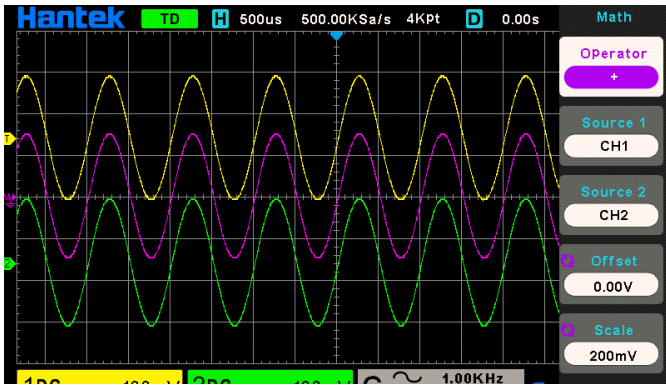 Hantek TD H 500us 500.00KSa/s 4Kpt D 0.00s Math
Operator
+
Source 1
CH1
Source 2
CH2
Offset
0.00V
Scale
200mV
T
2
1.00KHz